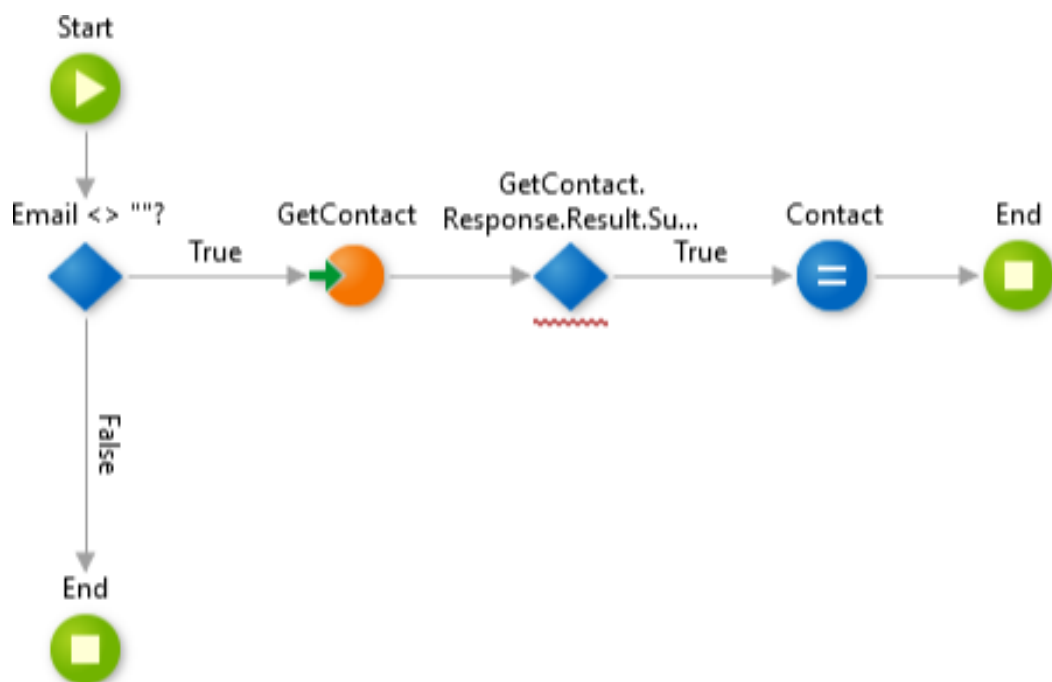 Start
Email <> ""?
True
GetContact
GetContact.
Response.Result.Su...
True
Contact
End
False
End